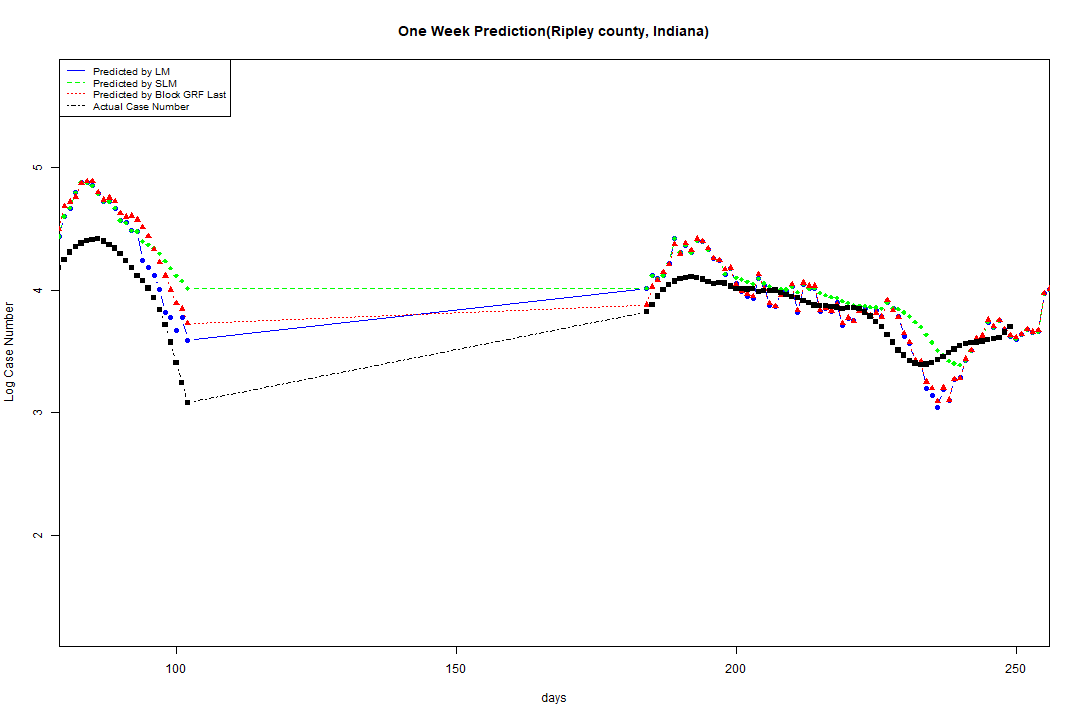 One Week Prediction(Ripley county, Indiana)
Predicted by LM
Predicted by SLM
Predicted by Block GRF Last
Actual Case Number
5
4
3
2
Log Case Number
100 150 200 250
days